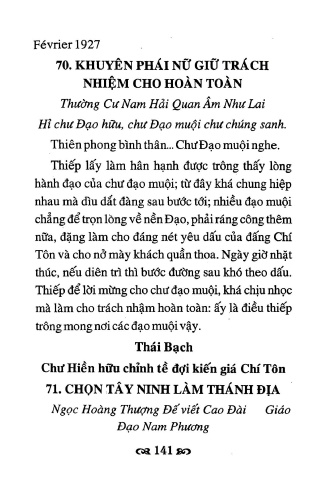 Février 1927
70. KHUYÊN PHÁI NỮ GIỮ TRÁCH
NHIỆM CHO HOÀN TOÀN
Thường Cư Nam Hải Quan Âm Như Lai
Hỉ chư Đạo hữu, chư Đạo muội chư chúng sanh.
Thiên phong bình thân... Chư Đạo muội nghe.
Thiếp lấy làm hân hạnh được trông thấy lòng
hành đạo của chư đạo muội; từ đây khá chung hiệp
nhau mà dìu dắt đàng sau bước tới; nhiều đạo muội
chẳng để trọn lòng về nền Đạo, phải ráng công thêm
nữa, đặng làm cho đáng nét yêu dấu của đấng Chí
Tôn và cho nở mày khách quần thoa. Ngày giờ nhặt
thúc, nếu diên trì thì bước đường sau khó theo dấu.
Thiếp để lời mừng cho chư đạo muội, khá chịu nhọc
mà làm cho trách nhậm hoàn toàn: ấy là điều thiếp
trông mong nơi các đạo muội vậy.
Thái Bạch
Chư Hiền hữu chỉnh tề đợi kiến giá Chí Tôn
71. CHỌN TÂY NINH LÀM THÁNH ĐỊA
Ngọc Hoàng Thượng Đế viết Cao Đài Giáo
Đạo Nam Phương
141